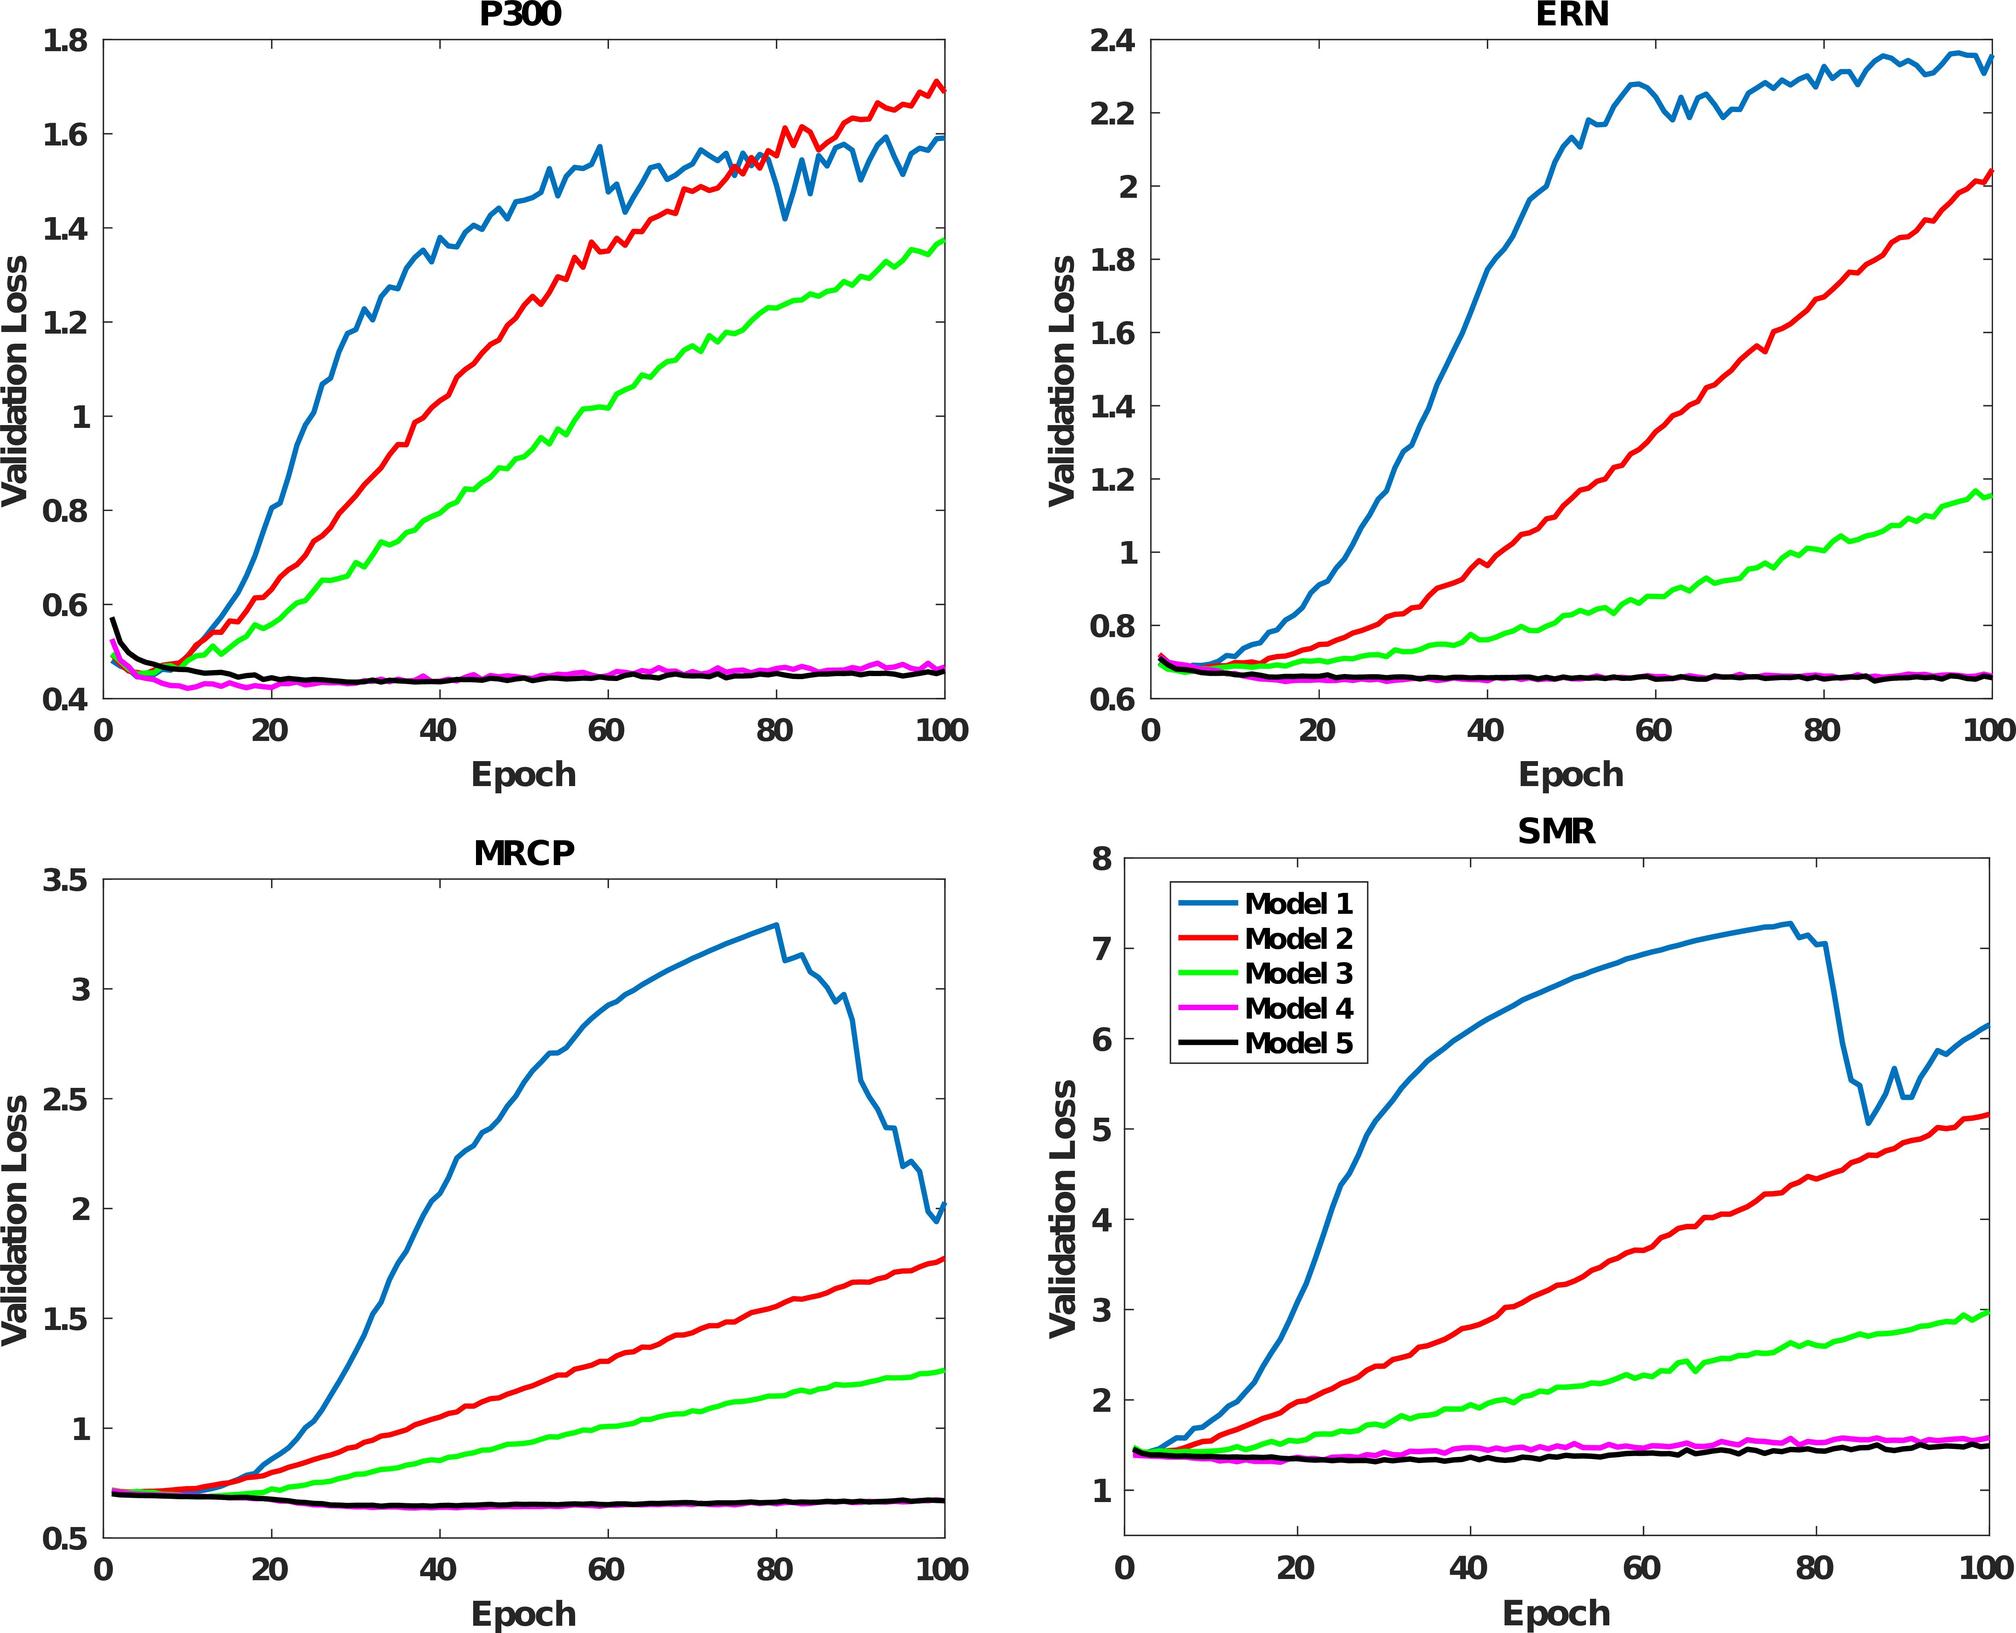 P300
1.8
1.6
1.4
1.2
1
0.8
0.6
0.4
Validation Loss
0 20 40 60 80 100
Epoch
ERN
2.4
2.2
2
1.8
1.6
1.4
1.2
1
0.8
0.6
Validation Loss
0 20 40 60 80 100
Epoch
MRCP
3.5
3
2.5
2
1.5
1
0.5
Validation Loss
0 20 40 60 80 100
Epoch
SMR
8
7
6
5
4
3
2
1
Validation Loss
Model 1
Model 2
Model 3
Model 4
Model 5
0 20 40 60 80 100
Epoch